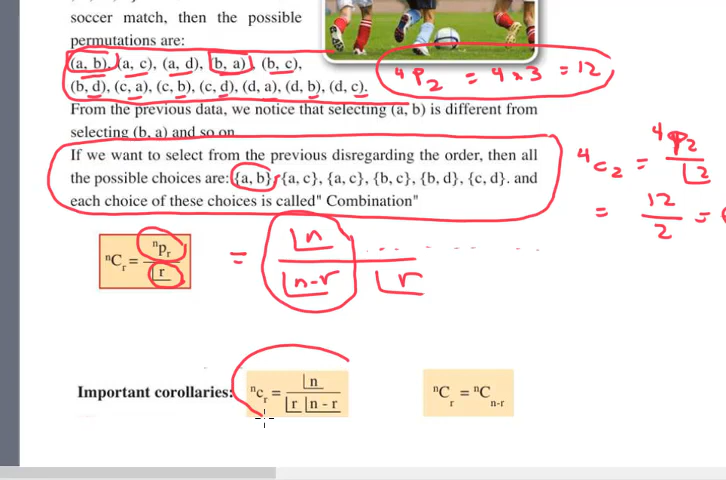 soccer match, then the possible
permutations are:
(a, b), (a, c), (a, d), (b, a), (b, c),
(b, d), (c, a), (c, b), (c, d), (d, a), (d, b), (d, c).
⁴P₂ = 4 × 3 = 12
From the previous data, we notice that selecting (a, b) is different from
selecting (b, a) and so on
If we want to select from the previous disregarding the order, then all
the possible choices are: {a, b}, {a, c}, {a, c}, {b, c}, {b, d}, {c, d}. and
each choice of these choices is called" Combination"
⁴C₂ = ⁴P₂ / ⌊2
= 12 / 2 =
ⁿCᵣ = ⁿpᵣ / ⌊r
= ⌊n / ⌊n-r ⌊r
Important corollaries:
ⁿcᵣ = ⌊n / ⌊r ⌊n - r
ⁿCᵣ = ⁿCₙ₋ᵣ